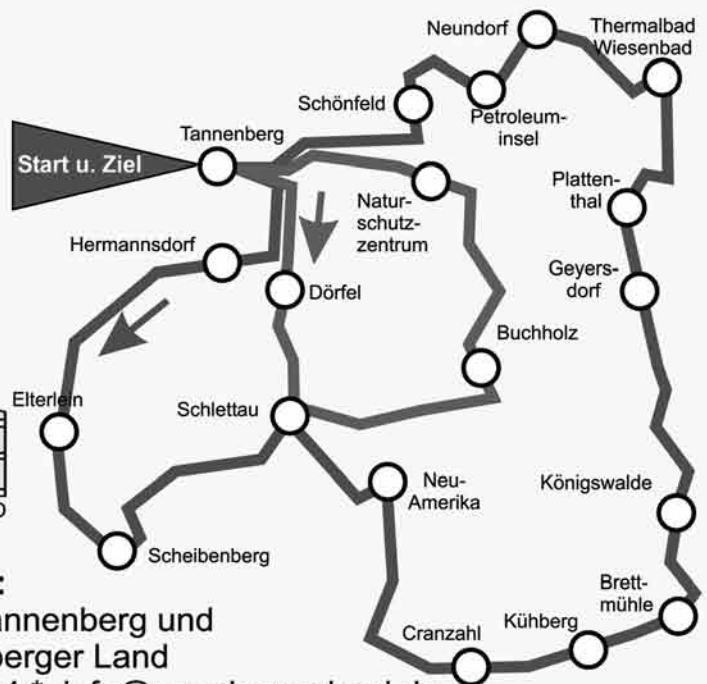 Neundorf
Thermalbad
Wiesenbad
Schönfeld
Petroleum-
insel
Tannenberg
Start u. Ziel
Natur-
schutz-
zentrum
Platten-
thal
Hermannsdorf
Dörfel
Geyers-
dorf
Buchholz
Elterlein
Schlettau
Neu-
Amerika
Königswalde
Scheibenberg
Brett-
mühle
Kühberg
Cranzahl
:
annenberg und
berger Land